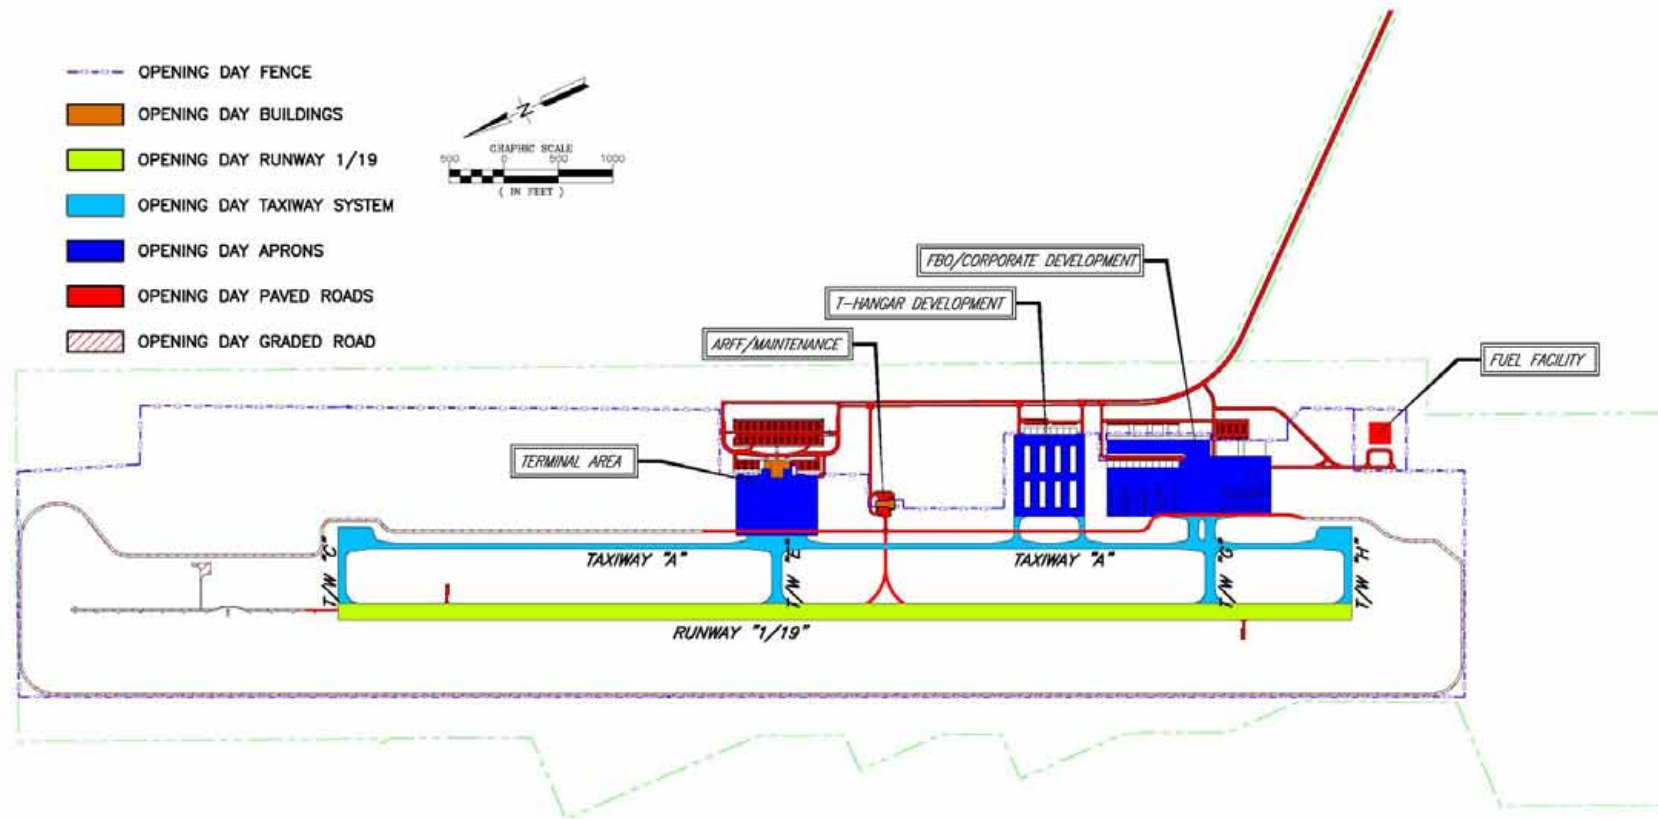 OPENING DAY FENCE
OPENING DAY BUILDINGS
OPENING DAY RUNWAY 1/19
OPENING DAY TAXIWAY SYSTEM
OPENING DAY APRONS
OPENING DAY PAVED ROADS
OPENING DAY GRADED ROAD
N
GRAPHIC SCALE
500 0 500 1000
( IN FEET )
FBO/CORPORATE DEVELOPMENT
T-HANGAR DEVELOPMENT
ARFF/MAINTENANCE
FUEL FACILITY
TERMINAL AREA
T/W "C"
TAXIWAY "A"
T/W "E"
TAXIWAY "A"
T/W "G"
T/W "H"
RUNWAY "1/19"